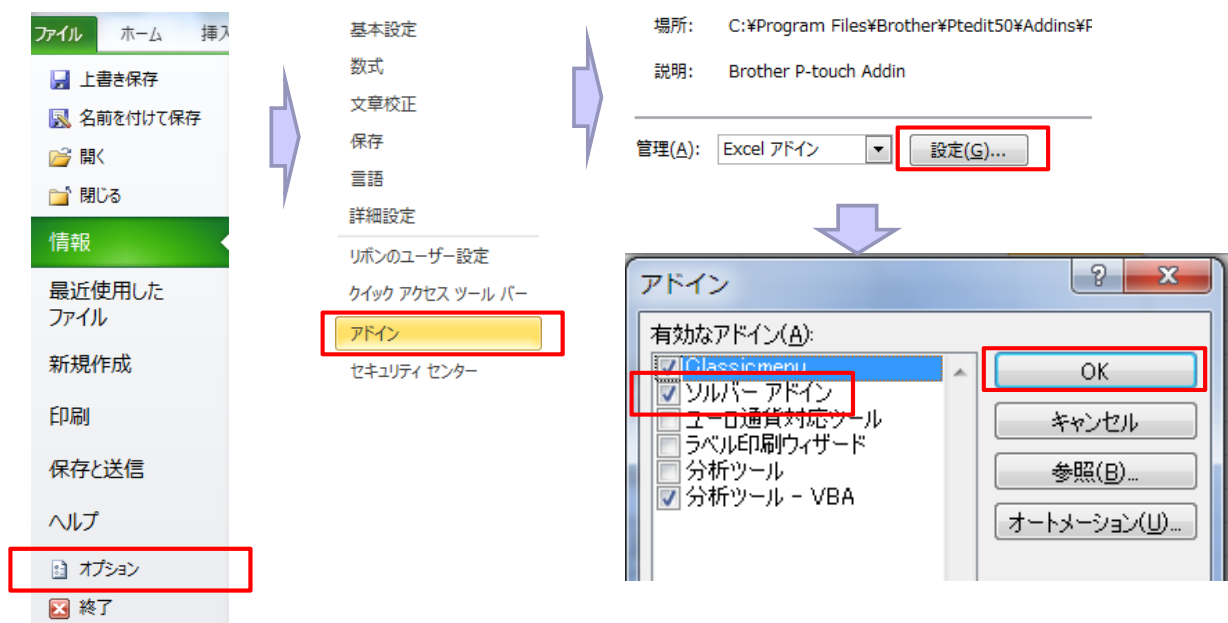 ファイル ホーム 挿入
上書き保存
名前を付けて保存
開く
閉じる
情報
最近使用した
ファイル
新規作成
印刷
保存と送信
ヘルプ
オプション
終了
基本設定
数式
文章校正
保存
言語
詳細設定
リボンのユーザー設定
クイック アクセス ツール バー
アドイン
セキュリティ センター
場所: C:¥Program Files¥Brother¥Ptedit50¥Addins¥F
説明: Brother P-touch Addin
管理(A): Excel アドイン 設定(G)...
アドイン
有効なアドイン(A):
Classicmenu
ソルバー アドイン
ユーロ通貨対応ツール
ラベル印刷ウィザード
分析ツール
分析ツール - VBA
OK
キャンセル
参照(B)...
オートメーション(U)...